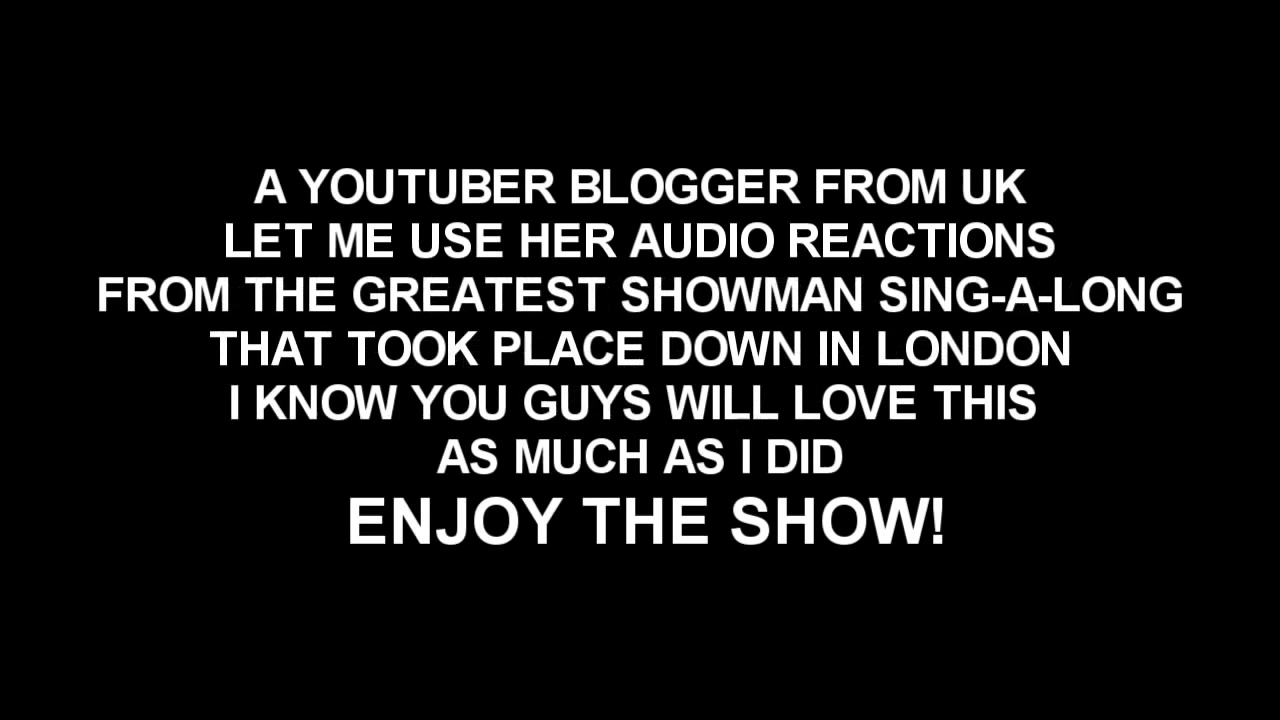 A YOUTUBER BLOGGER FROM UK
LET ME USE HER AUDIO REACTIONS
FROM THE GREATEST SHOWMAN SING-A-LONG
THAT TOOK PLACE DOWN IN LONDON
I KNOW YOU GUYS WILL LOVE THIS
AS MUCH AS I DID
ENJOY THE SHOW!